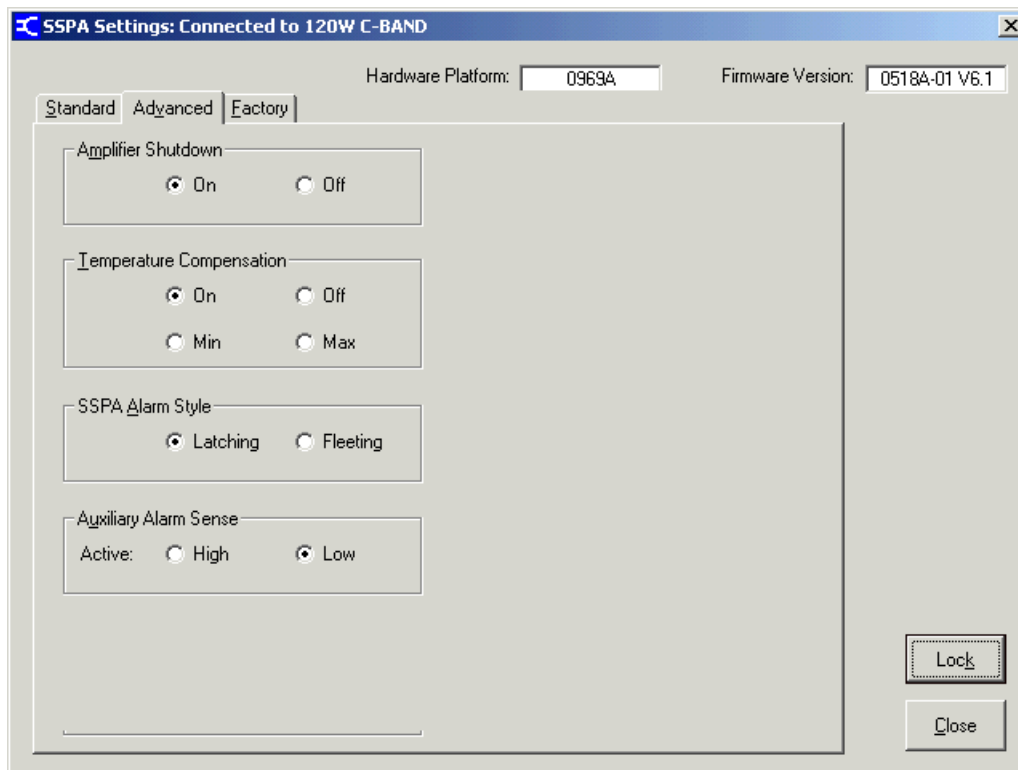 SSPA Settings: Connected to 120W C-BAND
Hardware Platform: 0969A Firmware Version: 0518A-01 V6.1
Standard Advanced Factory
Amplifier Shutdown
On Off
Temperature Compensation
On Off
Min Max
SSPA Alarm Style
Latching Fleeting
Auxiliary Alarm Sense
Active: High Low
Lock
Close